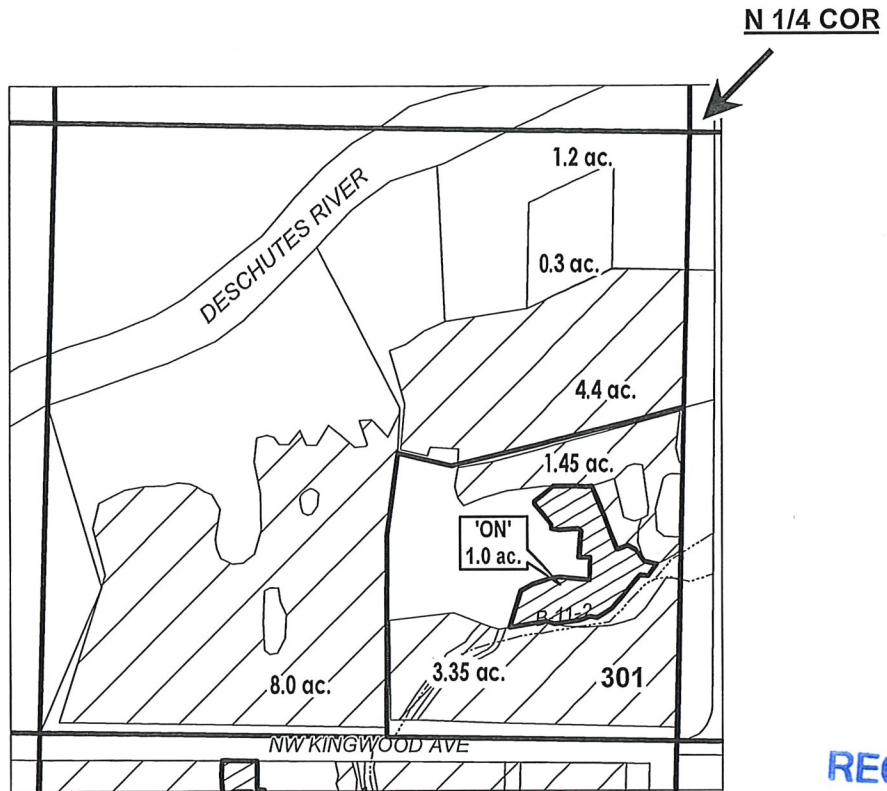 N 1/4 COR
1.2 ac.
DESCHUTES RIVER
0.3 ac.
4.4 ac.
1.45 ac.
'ON'
1.0 ac.
3.35 ac.
301
8.0 ac.
NW KINGWOOD AVE